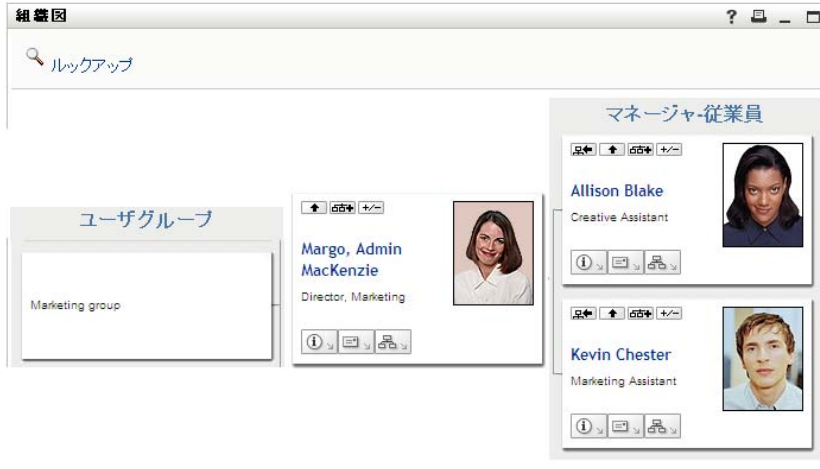 組織図
?
ルックアップ
ユーザグループ
Marketing group
+/−
Margo, Admin
MacKenzie
Director, Marketing
マネージャ-従業員
+/−
Allison Blake
Creative Assistant
+/−
Kevin Chester
Marketing Assistant